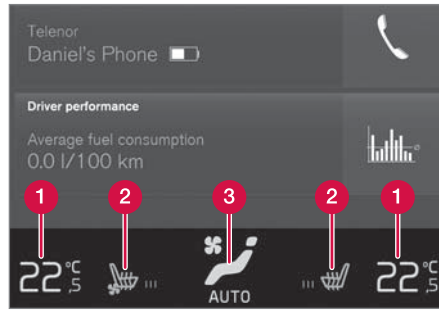 Telenor
Daniel's Phone
Driver performance
Average fuel consumption
0.0 l/100 km
1 2 3 2 1
22°C,5 22°C,5
AUTO